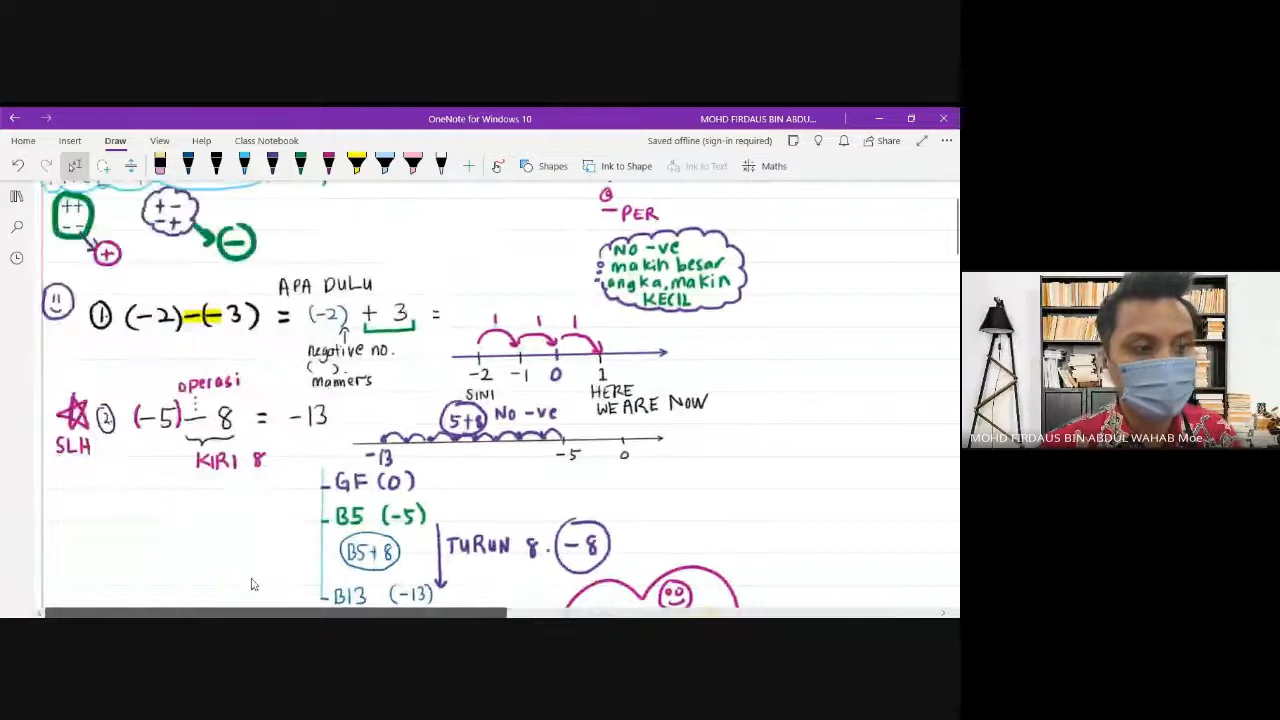 OneNote for Windows 10
MOHD FIRDAUS BIN ABDU...
Home Insert Draw View Help Class Notebook
Saved offline (sign-in required)
Share
Shapes
Ink to Shape
Ink to Text
Maths
++
--
+
+-
-+
-
- PER
No -ve
makin besar
angka, makin
KECIL
APA DULU
① (-2)-(-3) = (-2) + 3 =
negative no.
( ).
manners
1 1 1
-2 -1 0 1
SINI
HERE
WE ARE NOW
operasi
② (-5) - 8 = -13
SLH
KIRI 8
5+8 No -ve
-13 -5 0
GF (0)
B5 (-5)
B5+8
TURUN 8. -8
B13 (-13)
MOHD FIRDAUS BIN ABDUL WAHAB Moe...